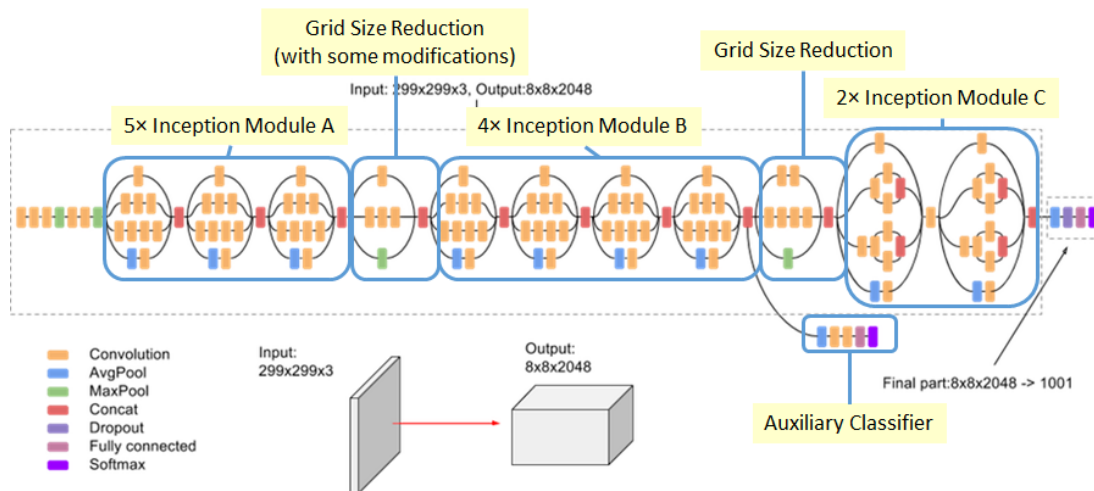 Grid Size Reduction
(with some modifications)
Grid Size Reduction
Input: 299x299x3, Output:8x8x2048
2× Inception Module C
5× Inception Module A
4× Inception Module B
Convolution
AvgPool
MaxPool
Concat
Dropout
Fully connected
Softmax
Input:
299x299x3
Output:
8x8x2048
Final part:8x8x2048 -> 1001
Auxiliary Classifier